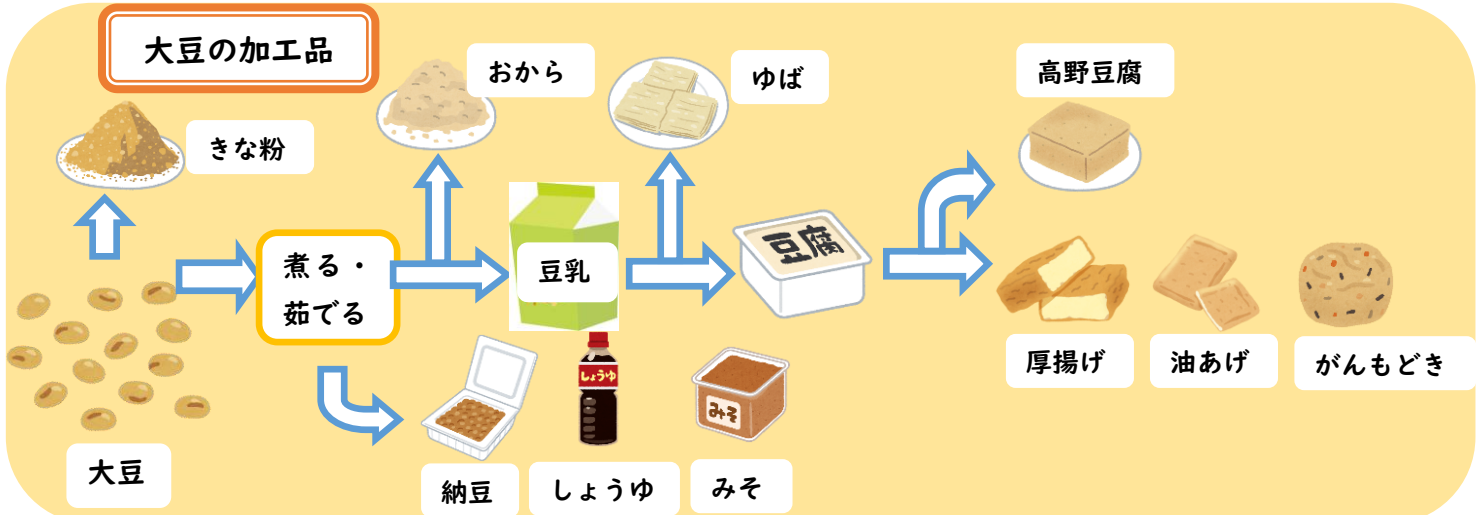 大豆の加工品
おから
ゆば
高野豆腐
きな粉
煮る・
茹でる
豆乳
豆腐
厚揚げ
油あげ
がんもどき
しょうゆ
みそ
大豆
納豆
しょうゆ
みそ